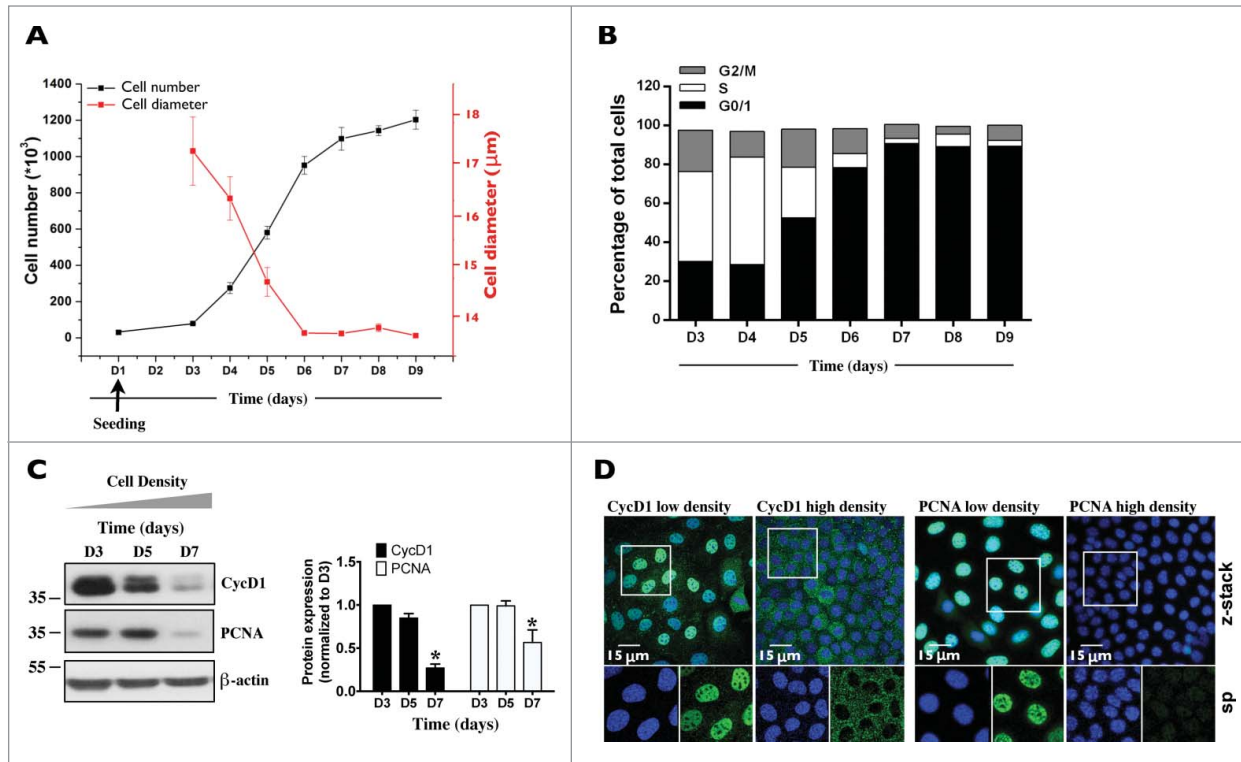 A
Cell number
Cell diameter
1400
1200
1000
800
600
400
200
0
Cell number (*10³)
18
17
16
15
14
Cell diameter (μm)
D1 D2 D3 D4 D5 D6 D7 D8 D9
Time (days)
Seeding
B
G2/M
S
G0/1
120
100
80
60
40
20
0
Percentage of total cells
D3 D4 D5 D6 D7 D8 D9
Time (days)
C
Cell Density
Time (days)
D3 D5 D7
CycD1
35
35
PCNA
55
β-actin
CycD1
PCNA
1.5
1.0
0.5
0.0
Protein expression
(normalized to D3)
* *
D3 D5 D7 D3 D5 D7
Time (days)
D
CycD1 low density CycD1 high density PCNA low density PCNA high density
15 μm 15 μm 15 μm 15 μm
z-stack
sp